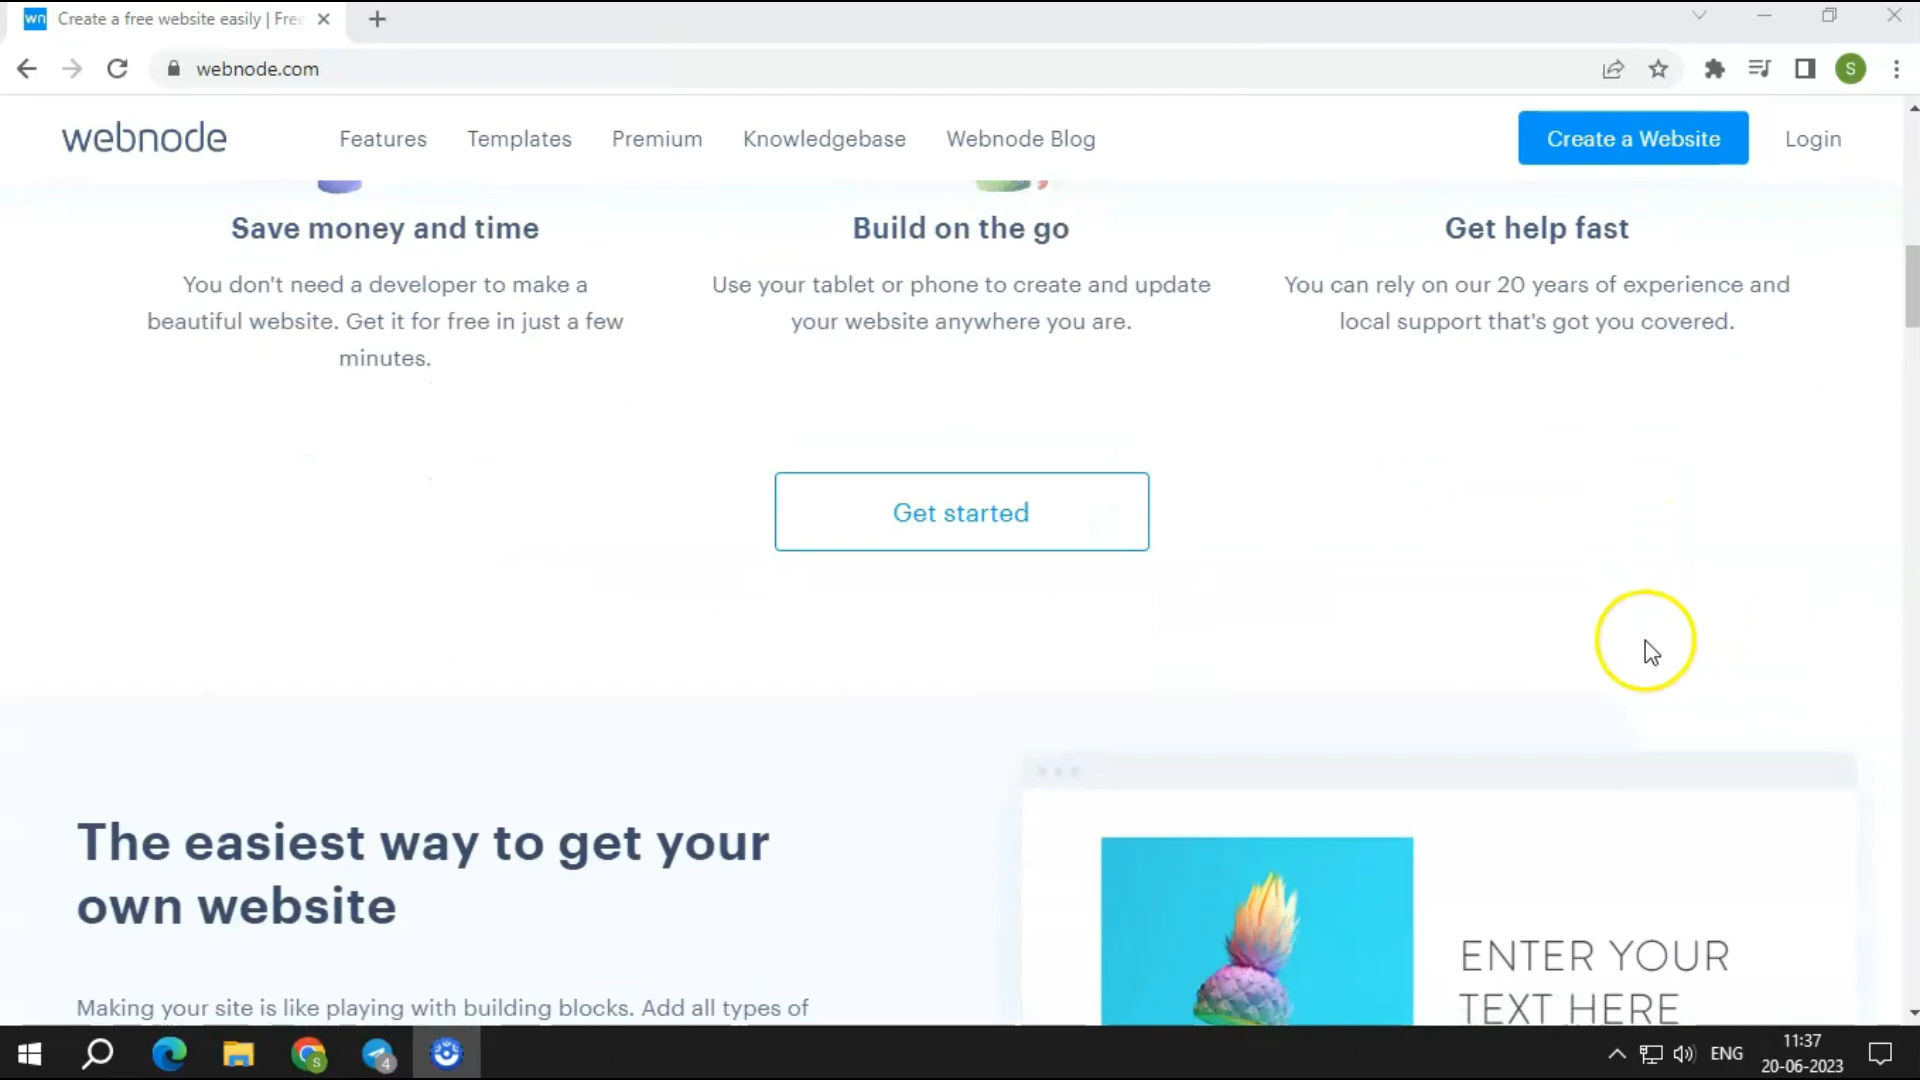 wn Create a free website easily | Free
webnode.com
S
webnode
Features
Templates
Premium
Knowledgebase
Webnode Blog
Create a Website
Login
Save money and time
You don't need a developer to make a
beautiful website. Get it for free in just a few
minutes.
Build on the go
Use your tablet or phone to create and update
your website anywhere you are.
Get help fast
You can rely on our 20 years of experience and
local support that's got you covered.
Get started
The easiest way to get your
own website
Making your site is like playing with building blocks. Add all types of
ENTER YOUR
TEXT HERE
S
4
ENG
11:37
20-06-2023